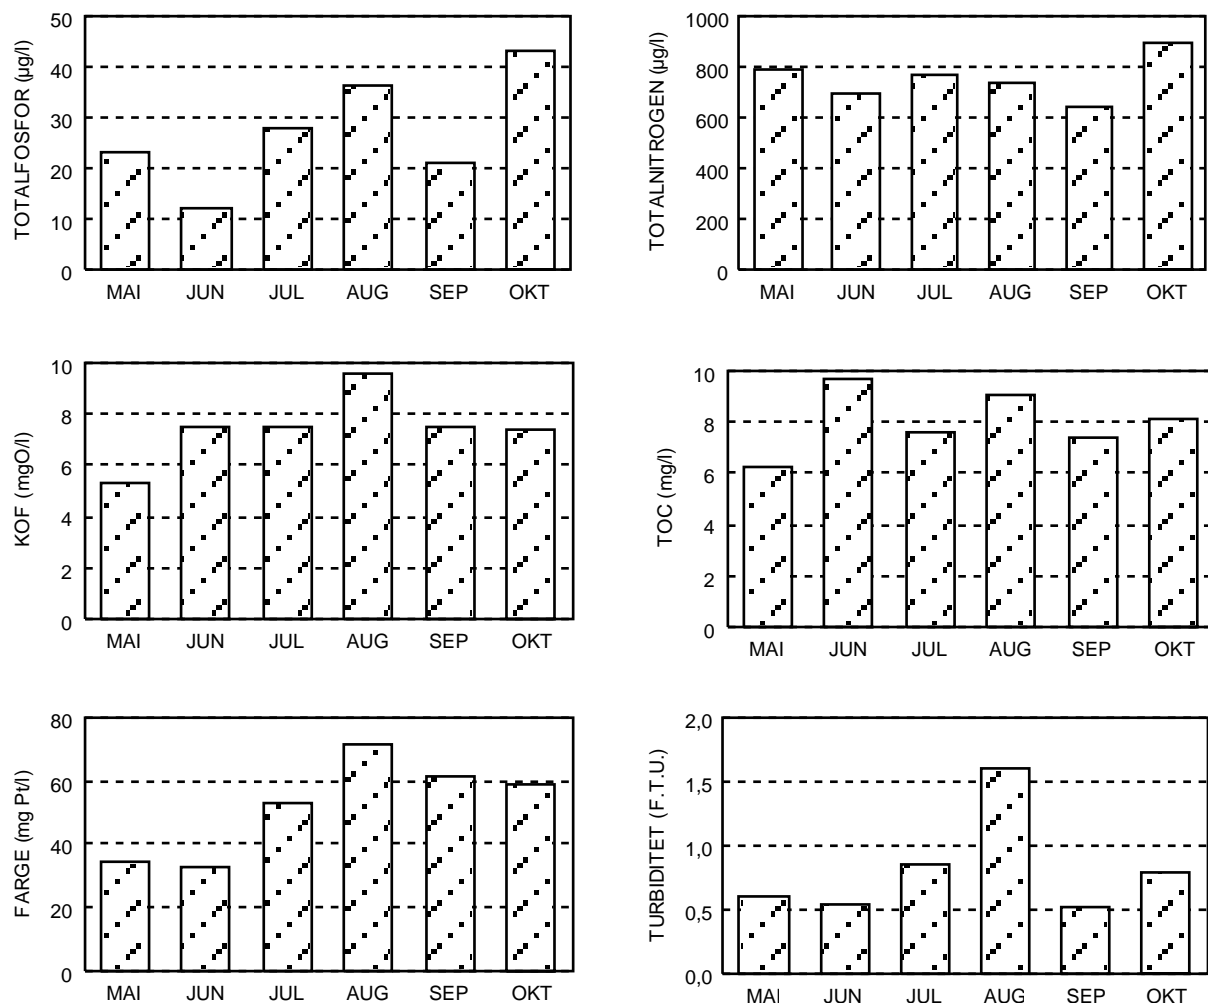 TOTALFOSFOR (µg/l)
50
40
30
20
10
0
MAI JUN JUL AUG SEP OKT
TOTALNITROGEN (µg/l)
1000
800
600
400
200
0
MAI JUN JUL AUG SEP OKT
KOF (mgO/l)
10
8
6
4
2
0
MAI JUN JUL AUG SEP OKT
TOC (mg/l)
10
8
6
4
2
0
MAI JUN JUL AUG SEP OKT
FARGE (mg Pt/l)
80
60
40
20
0
MAI JUN JUL AUG SEP OKT
TURBIDITET (F.T.U.)
2,0
1,5
1,0
0,5
0,0
MAI JUN JUL AUG SEP OKT